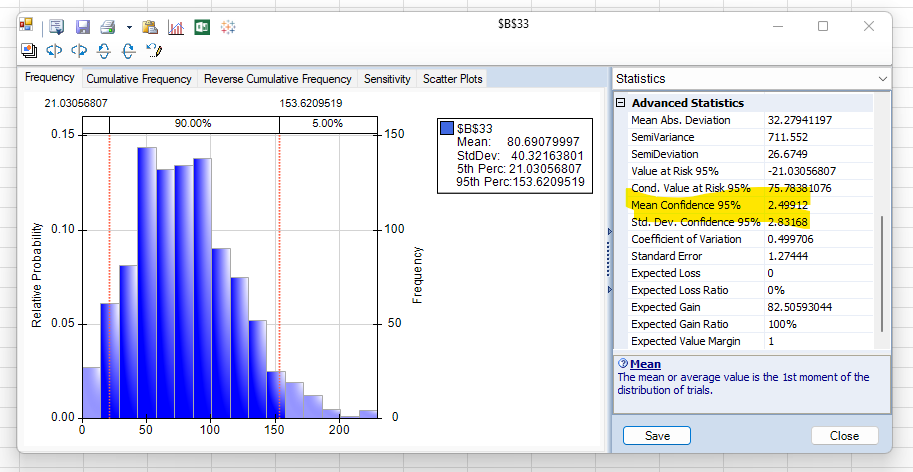 $B$33
Frequency Cumulative Frequency Reverse Cumulative Frequency Sensitivity Scatter Plots
21.03056807 153.6209519
90.00% 5.00%
0.15 150
0.10 100
0.05 50
0.00 0
0 50 100 150 200
Relative Probability
Frequency
$B$33
Mean: 80.69079997
StdDev: 40.32163801
5th Perc: 21.03056807
95th Perc:153.6209519
Statistics
Advanced Statistics
Mean Abs. Deviation 32.27941197
SemiVariance 711.552
SemiDeviation 26.6749
Value at Risk 95% -21.03056807
Cond. Value at Risk 95% 75.78381076
Mean Confidence 95% 2.49912
Std. Dev. Confidence 95% 2.83168
Coefficient of Variation 0.499706
Standard Error 1.27444
Expected Loss 0
Expected Loss Ratio 0%
Expected Gain 82.50593044
Expected Gain Ratio 100%
Expected Value Margin 1
Mean
The mean or average value is the 1st moment of the
distribution of trials.
Save Close